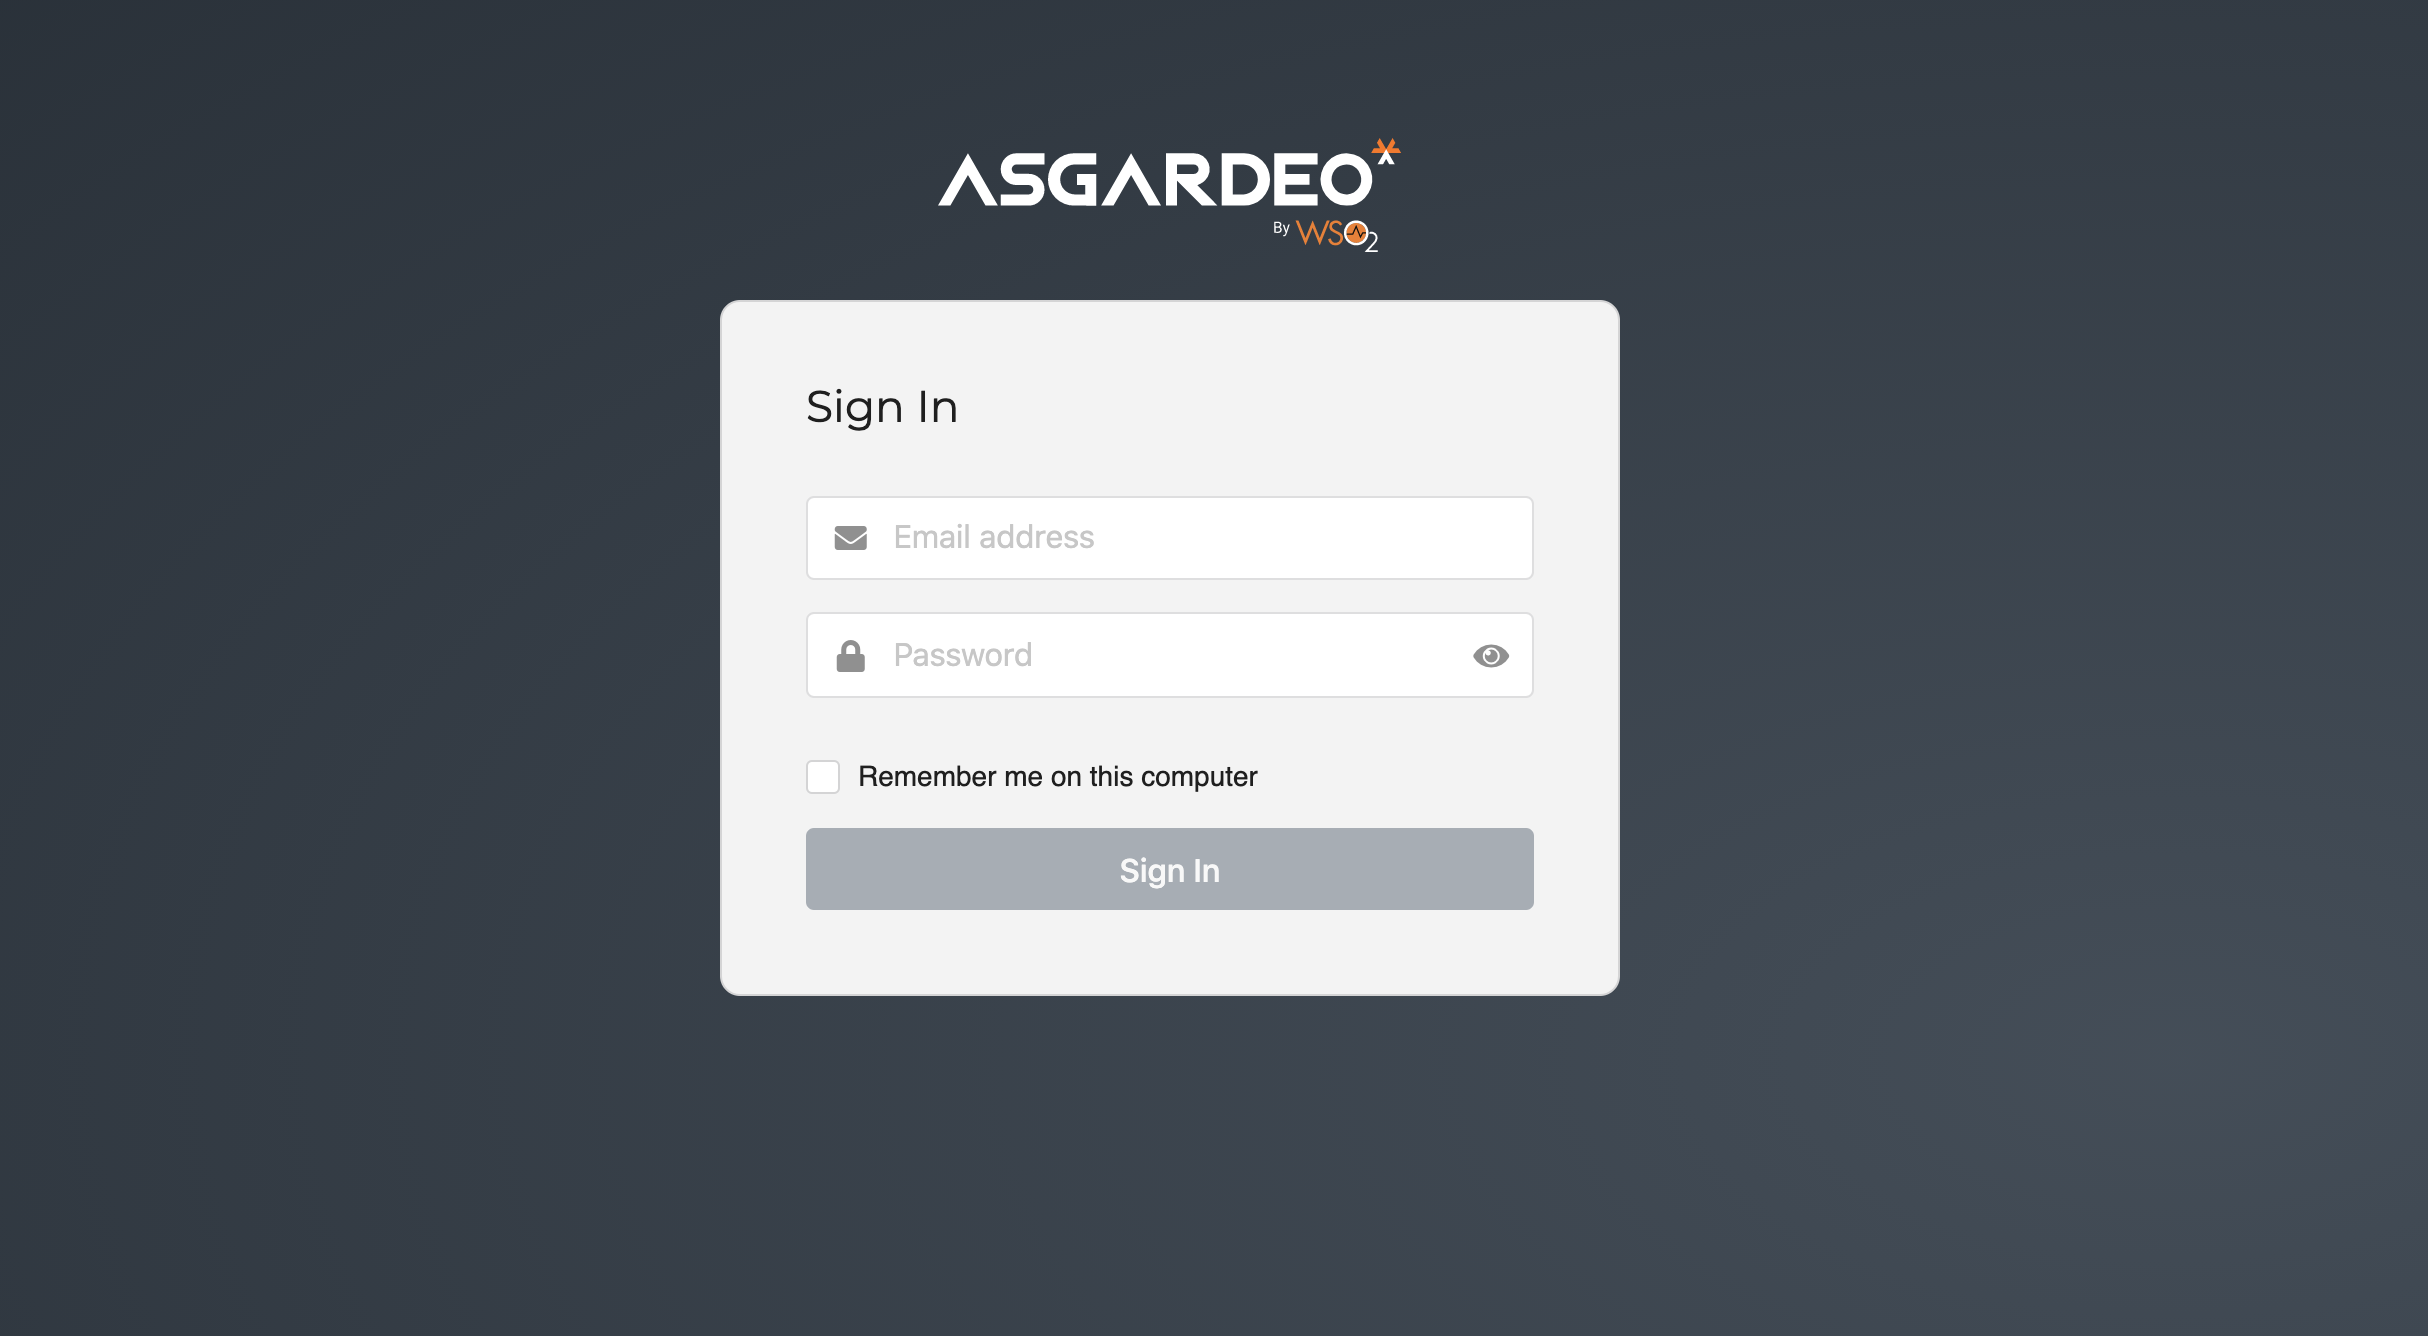 ASGARDEO
By WSO2
Sign In
Email address
Password
Remember me on this computer
Sign In